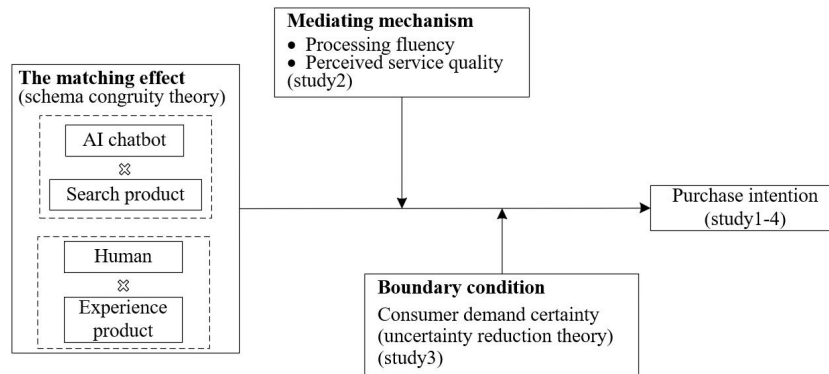 The matching effect
(schema congruity theory)
AI chatbot
×
Search product
Human
×
Experience
product
Mediating mechanism
• Processing fluency
• Perceived service quality
(study2)
Boundary condition
Consumer demand certainty
(uncertainty reduction theory)
(study3)
Purchase intention
(study1-4)